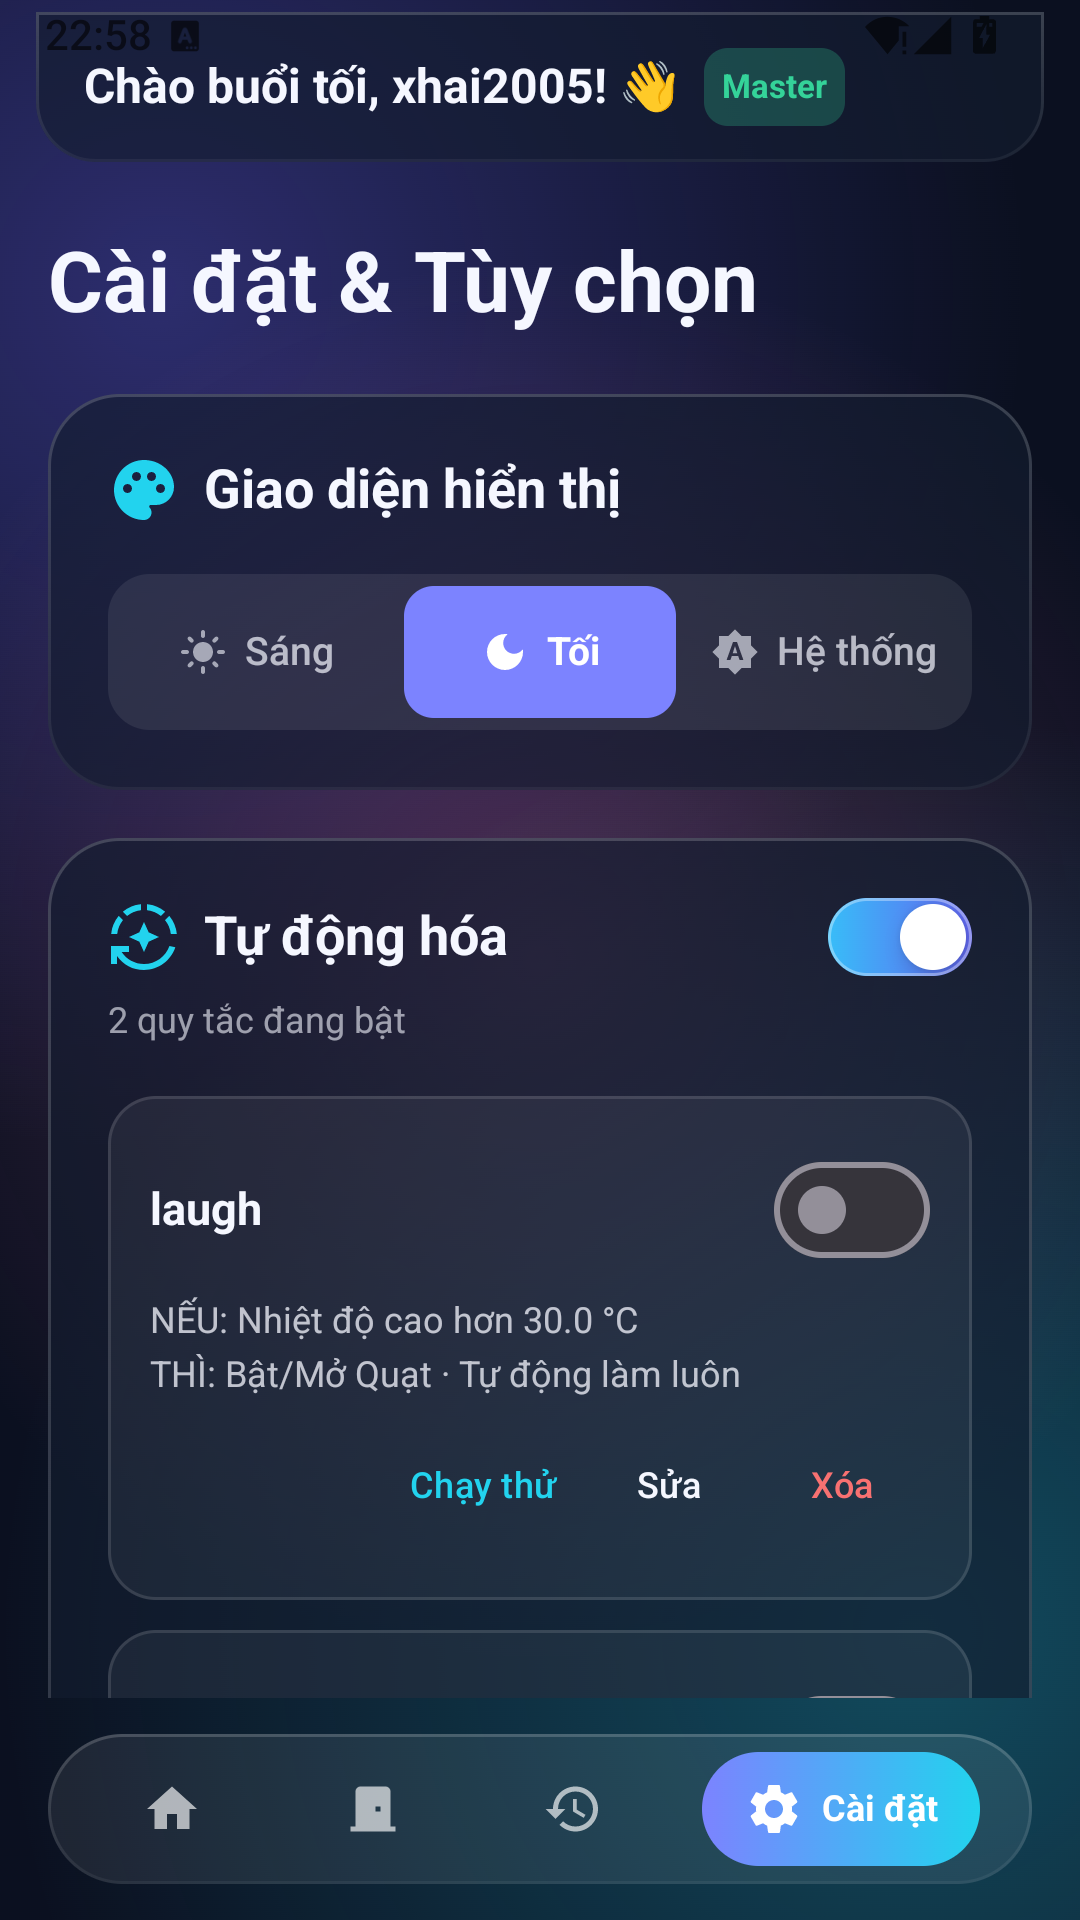 22:58
Chào buổi tối, xhai2005! 👋 Master
Cài đặt & Tùy chọn
Giao diện hiển thị
Sáng
Tối
A Hệ thống
Tự động hóa
2 quy tắc đang bật
laugh
NẾU: Nhiệt độ cao hơn 30.0 °C
THÌ: Bật/Mở Quạt · Tự động làm luôn
Chạy thử Sửa Xóa
Cài đặt